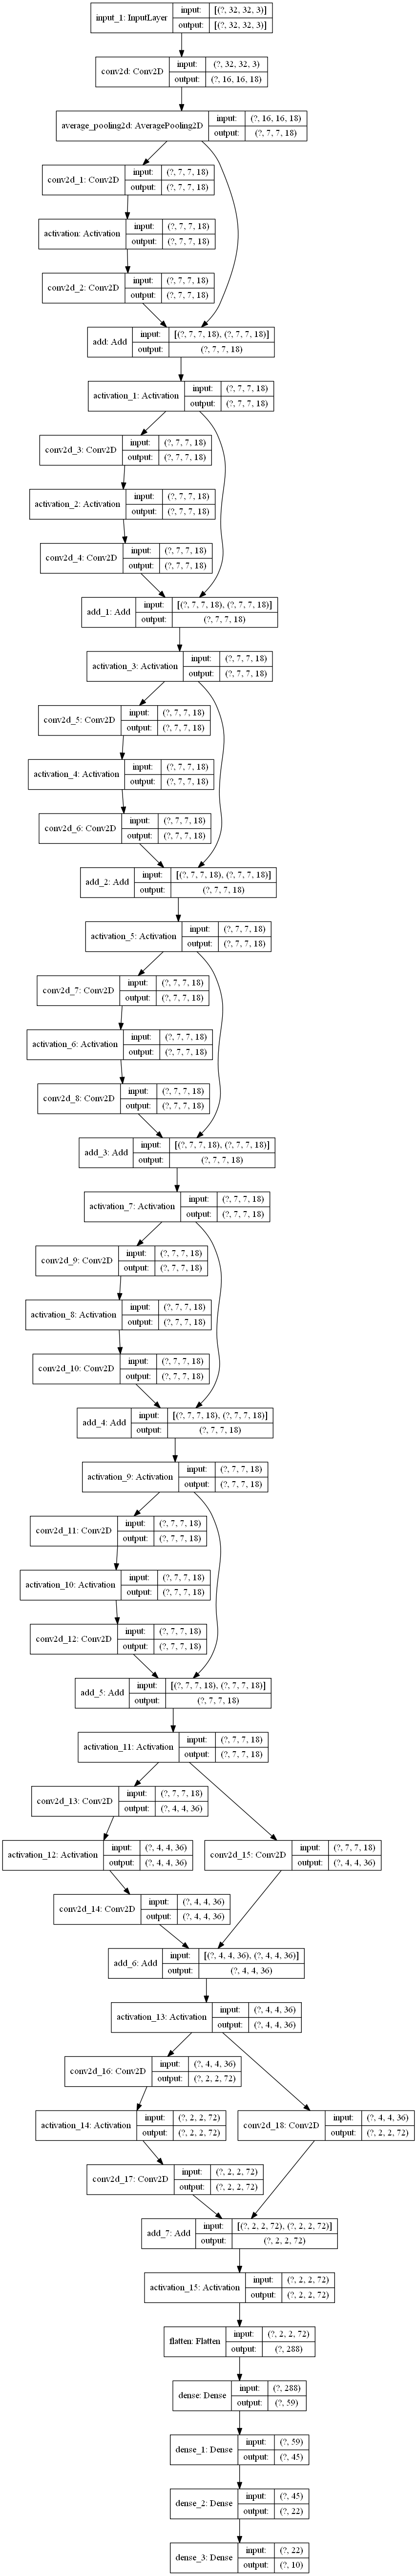 input_1: InputLayer
input: [(?, 32, 32, 3)]
output: [(?, 32, 32, 3)]
conv2d: Conv2D
input: (?, 32, 32, 3)
output: (?, 16, 16, 18)
average_pooling2d: AveragePooling2D
input: (?, 16, 16, 18)
output: (?, 7, 7, 18)
conv2d_1: Conv2D
input: (?, 7, 7, 18)
output: (?, 7, 7, 18)
activation: Activation
input: (?, 7, 7, 18)
output: (?, 7, 7, 18)
conv2d_2: Conv2D
input: (?, 7, 7, 18)
output: (?, 7, 7, 18)
add: Add
input: [(?, 7, 7, 18), (?, 7, 7, 18)]
output: (?, 7, 7, 18)
activation_1: Activation
input: (?, 7, 7, 18)
output: (?, 7, 7, 18)
conv2d_3: Conv2D
input: (?, 7, 7, 18)
output: (?, 7, 7, 18)
activation_2: Activation
input: (?, 7, 7, 18)
output: (?, 7, 7, 18)
conv2d_4: Conv2D
input: (?, 7, 7, 18)
output: (?, 7, 7, 18)
add_1: Add
input: [(?, 7, 7, 18), (?, 7, 7, 18)]
output: (?, 7, 7, 18)
activation_3: Activation
input: (?, 7, 7, 18)
output: (?, 7, 7, 18)
conv2d_5: Conv2D
input: (?, 7, 7, 18)
output: (?, 7, 7, 18)
activation_4: Activation
input: (?, 7, 7, 18)
output: (?, 7, 7, 18)
conv2d_6: Conv2D
input: (?, 7, 7, 18)
output: (?, 7, 7, 18)
add_2: Add
input: [(?, 7, 7, 18), (?, 7, 7, 18)]
output: (?, 7, 7, 18)
activation_5: Activation
input: (?, 7, 7, 18)
output: (?, 7, 7, 18)
conv2d_7: Conv2D
input: (?, 7, 7, 18)
output: (?, 7, 7, 18)
activation_6: Activation
input: (?, 7, 7, 18)
output: (?, 7, 7, 18)
conv2d_8: Conv2D
input: (?, 7, 7, 18)
output: (?, 7, 7, 18)
add_3: Add
input: [(?, 7, 7, 18), (?, 7, 7, 18)]
output: (?, 7, 7, 18)
activation_7: Activation
input: (?, 7, 7, 18)
output: (?, 7, 7, 18)
conv2d_9: Conv2D
input: (?, 7, 7, 18)
output: (?, 7, 7, 18)
activation_8: Activation
input: (?, 7, 7, 18)
output: (?, 7, 7, 18)
conv2d_10: Conv2D
input: (?, 7, 7, 18)
output: (?, 7, 7, 18)
add_4: Add
input: [(?, 7, 7, 18), (?, 7, 7, 18)]
output: (?, 7, 7, 18)
activation_9: Activation
input: (?, 7, 7, 18)
output: (?, 7, 7, 18)
conv2d_11: Conv2D
input: (?, 7, 7, 18)
output: (?, 7, 7, 18)
activation_10: Activation
input: (?, 7, 7, 18)
output: (?, 7, 7, 18)
conv2d_12: Conv2D
input: (?, 7, 7, 18)
output: (?, 7, 7, 18)
add_5: Add
input: [(?, 7, 7, 18), (?, 7, 7, 18)]
output: (?, 7, 7, 18)
activation_11: Activation
input: (?, 7, 7, 18)
output: (?, 7, 7, 18)
conv2d_13: Conv2D
input: (?, 7, 7, 18)
output: (?, 4, 4, 36)
activation_12: Activation
input: (?, 4, 4, 36)
output: (?, 4, 4, 36)
conv2d_15: Conv2D
input: (?, 7, 7, 18)
output: (?, 4, 4, 36)
conv2d_14: Conv2D
input: (?, 4, 4, 36)
output: (?, 4, 4, 36)
add_6: Add
input: [(?, 4, 4, 36), (?, 4, 4, 36)]
output: (?, 4, 4, 36)
activation_13: Activation
input: (?, 4, 4, 36)
output: (?, 4, 4, 36)
conv2d_16: Conv2D
input: (?, 4, 4, 36)
output: (?, 2, 2, 72)
activation_14: Activation
input: (?, 2, 2, 72)
output: (?, 2, 2, 72)
conv2d_18: Conv2D
input: (?, 4, 4, 36)
output: (?, 2, 2, 72)
conv2d_17: Conv2D
input: (?, 2, 2, 72)
output: (?, 2, 2, 72)
add_7: Add
input: [(?, 2, 2, 72), (?, 2, 2, 72)]
output: (?, 2, 2, 72)
activation_15: Activation
input: (?, 2, 2, 72)
output: (?, 2, 2, 72)
flatten: Flatten
input: (?, 2, 2, 72)
output: (?, 288)
dense: Dense
input: (?, 288)
output: (?, 59)
dense_1: Dense
input: (?, 59)
output: (?, 45)
dense_2: Dense
input: (?, 45)
output: (?, 22)
dense_3: Dense
input: (?, 22)
output: (?, 10)